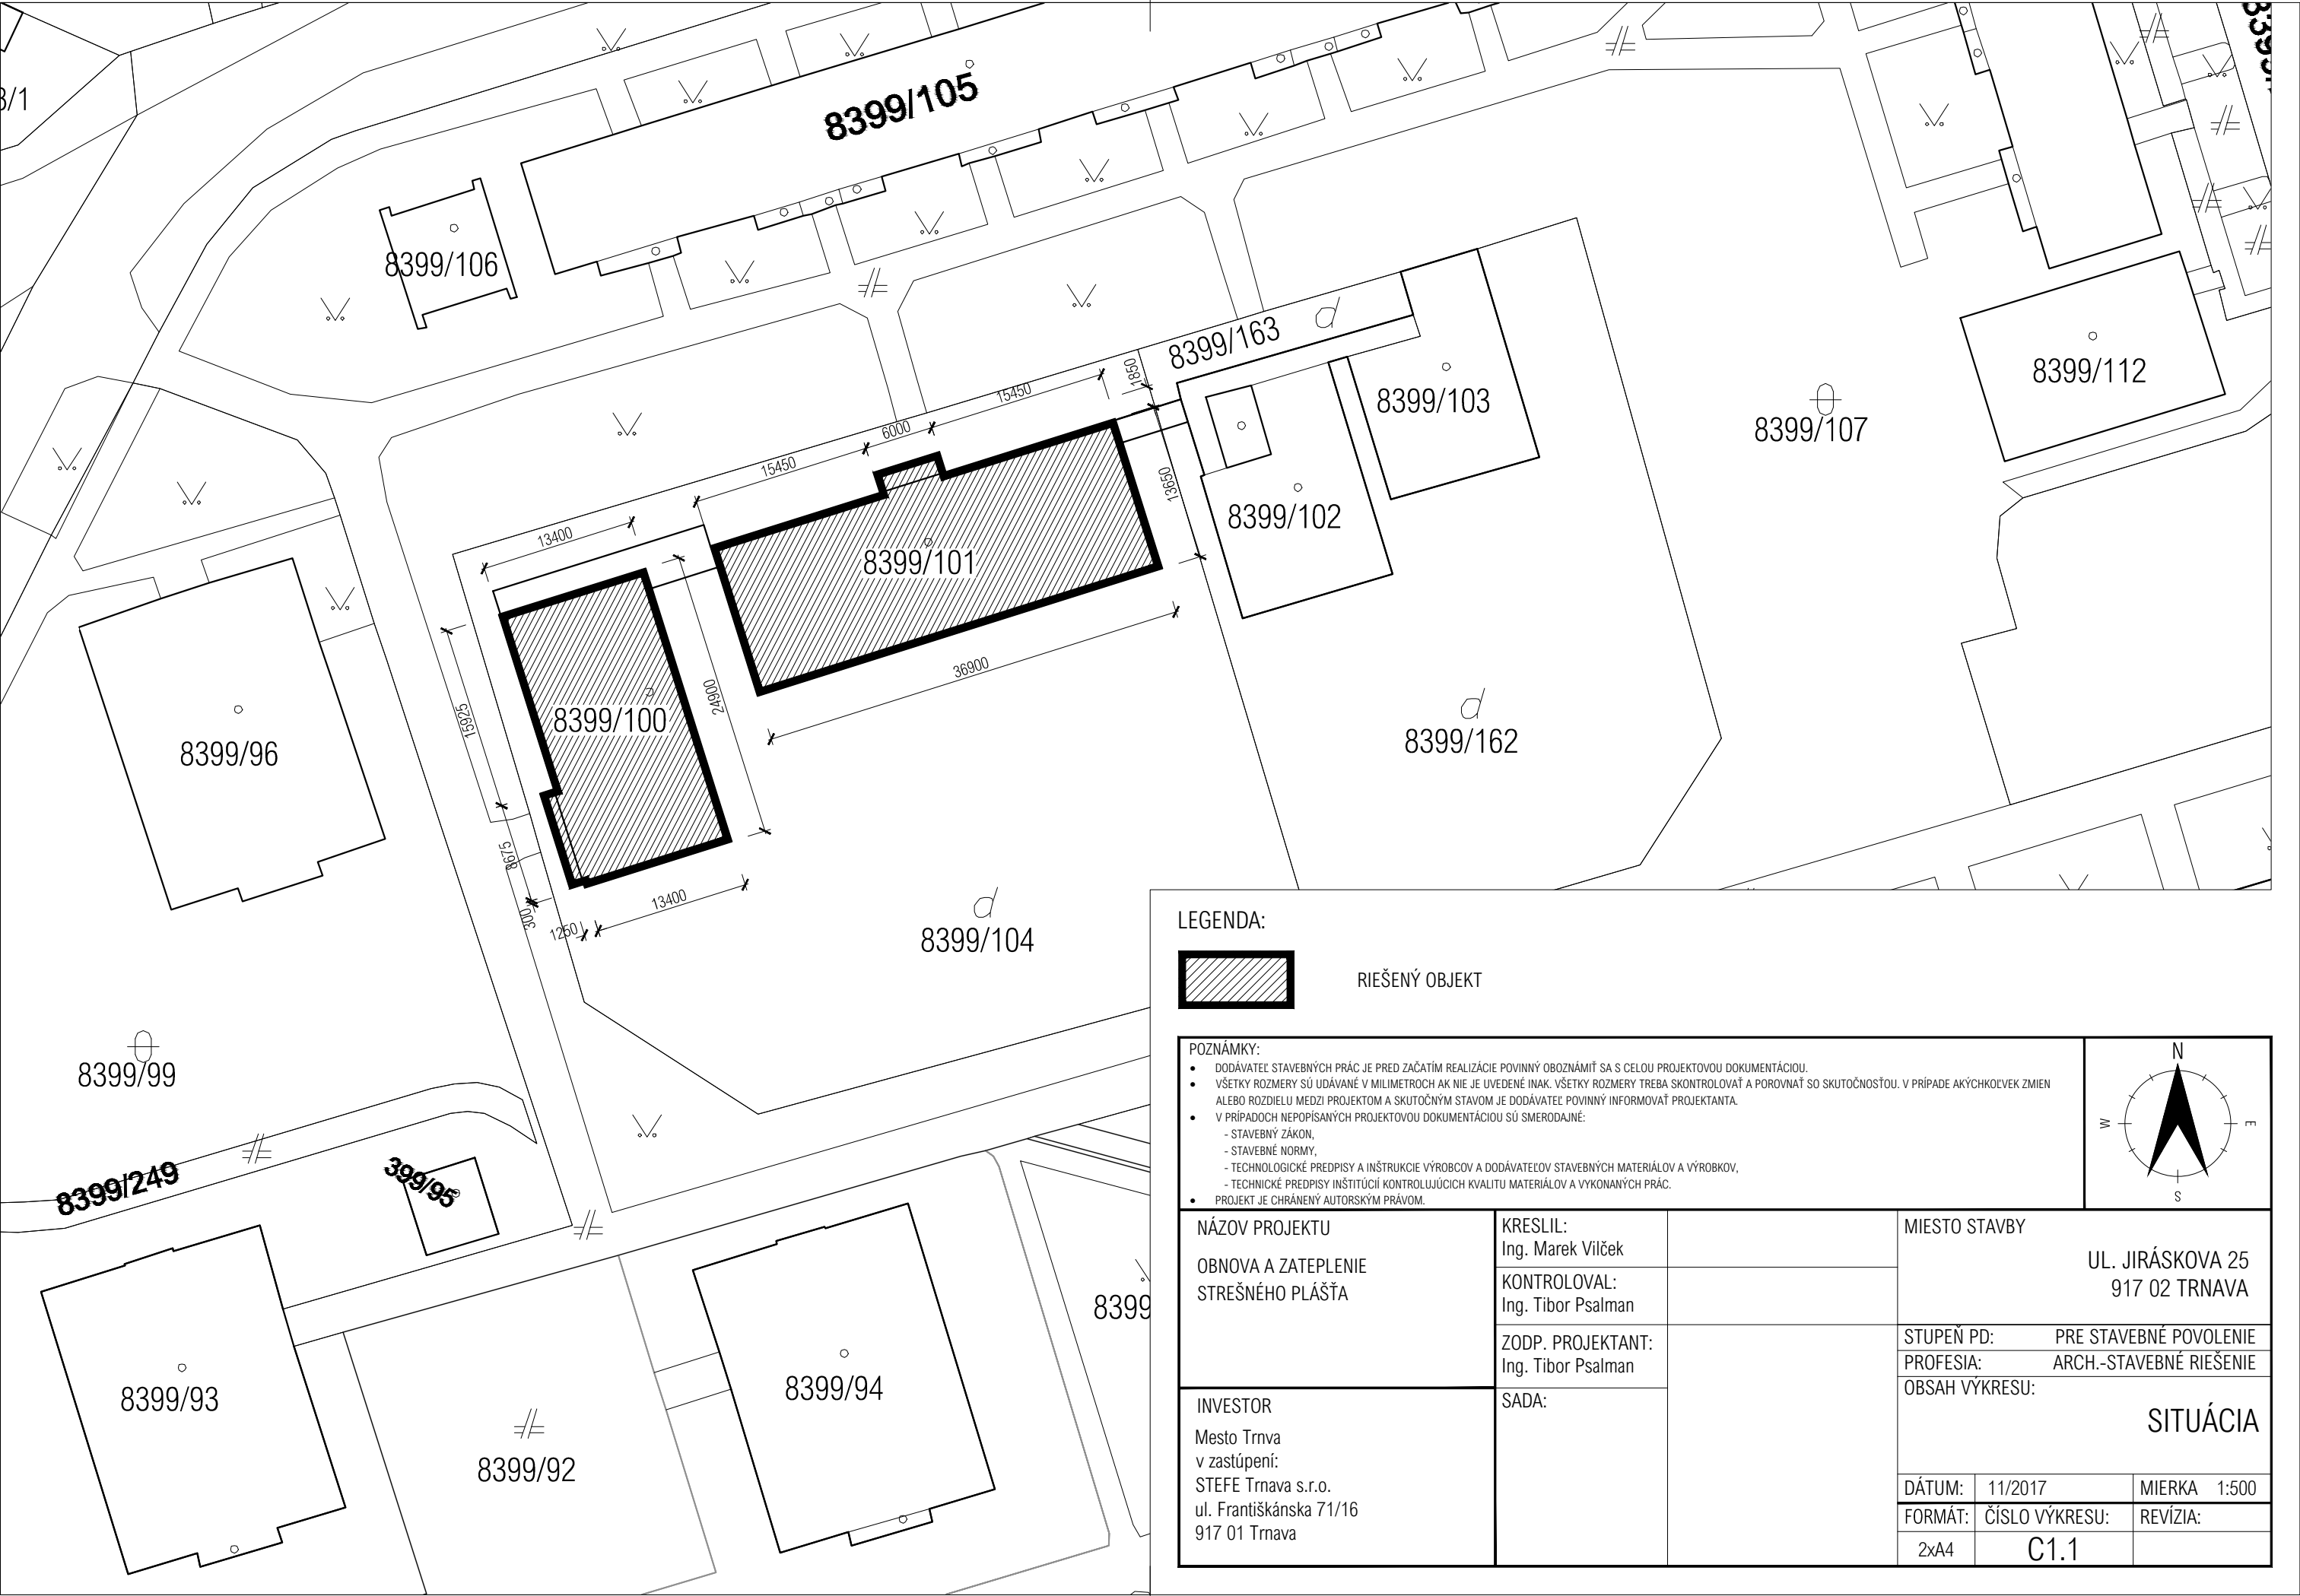 8399/105
8399/106
8399/163
8399/103
8399/112
8399/107
8399/102
8399/101
8399/100
8399/96
8399/162
8399/104
8399/99
8399/249
399/95
8399/93
8399/94
8399/92
8399
3/1
1850
15450
6000
15450
13400
13650
36900
24900
15925
8675
300
1250
13400
LEGENDA:
RIEŠENÝ OBJEKT
POZNÁMKY:
• DODÁVATEĽ STAVEBNÝCH PRÁC JE PRED ZAČATÍM REALIZÁCIE POVINNÝ OBOZNÁMIŤ SA S CELOU PROJEKTOVOU DOKUMENTÁCIOU.
• VŠETKY ROZMERY SÚ UDÁVANÉ V MILIMETROCH AK NIE JE UVEDENÉ INAK. VŠETKY ROZMERY TREBA SKONTROLOVAŤ A POROVNAŤ SO SKUTOČNOSŤOU. V PRÍPADE AKÝCHKOĽVEK ZMIEN
ALEBO ROZDIELU MEDZI PROJEKTOM A SKUTOČNÝM STAVOM JE DODÁVATEĽ POVINNÝ INFORMOVAŤ PROJEKTANTA.
• V PRÍPADOCH NEPOPÍSANÝCH PROJEKTOVOU DOKUMENTÁCIOU SÚ SMERODAJNÉ:
- STAVEBNÝ ZÁKON,
- STAVEBNÉ NORMY,
- TECHNOLOGICKÉ PREDPISY A INŠTRUKCIE VÝROBCOV A DODÁVATEĽOV STAVEBNÝCH MATERIÁLOV A VÝROBKOV,
- TECHNICKÉ PREDPISY INŠTITÚCIÍ KONTROLUJÚCICH KVALITU MATERIÁLOV A VYKONANÝCH PRÁC.
• PROJEKT JE CHRÁNENÝ AUTORSKÝM PRÁVOM.
N
W
E
S
NÁZOV PROJEKTU
OBNOVA A ZATEPLENIE
STREŠNÉHO PLÁŠŤA
KRESLIL:
Ing. Marek Vilček
KONTROLOVAL:
Ing. Tibor Psalman
ZODP. PROJEKTANT:
Ing. Tibor Psalman
SADA:
INVESTOR
Mesto Trnva
v zastúpení:
STEFE Trnava s.r.o.
ul. Františkánska 71/16
917 01 Trnava
MIESTO STAVBY
UL. JIRÁSKOVA 25
917 02 TRNAVA
STUPEŇ PD: PRE STAVEBNÉ POVOLENIE
PROFESIA: ARCH.-STAVEBNÉ RIEŠENIE
OBSAH VÝKRESU:
SITUÁCIA
DÁTUM: 11/2017 MIERKA 1:500
FORMÁT: ČÍSLO VÝKRESU: REVÍZIA:
2xA4 C1.1